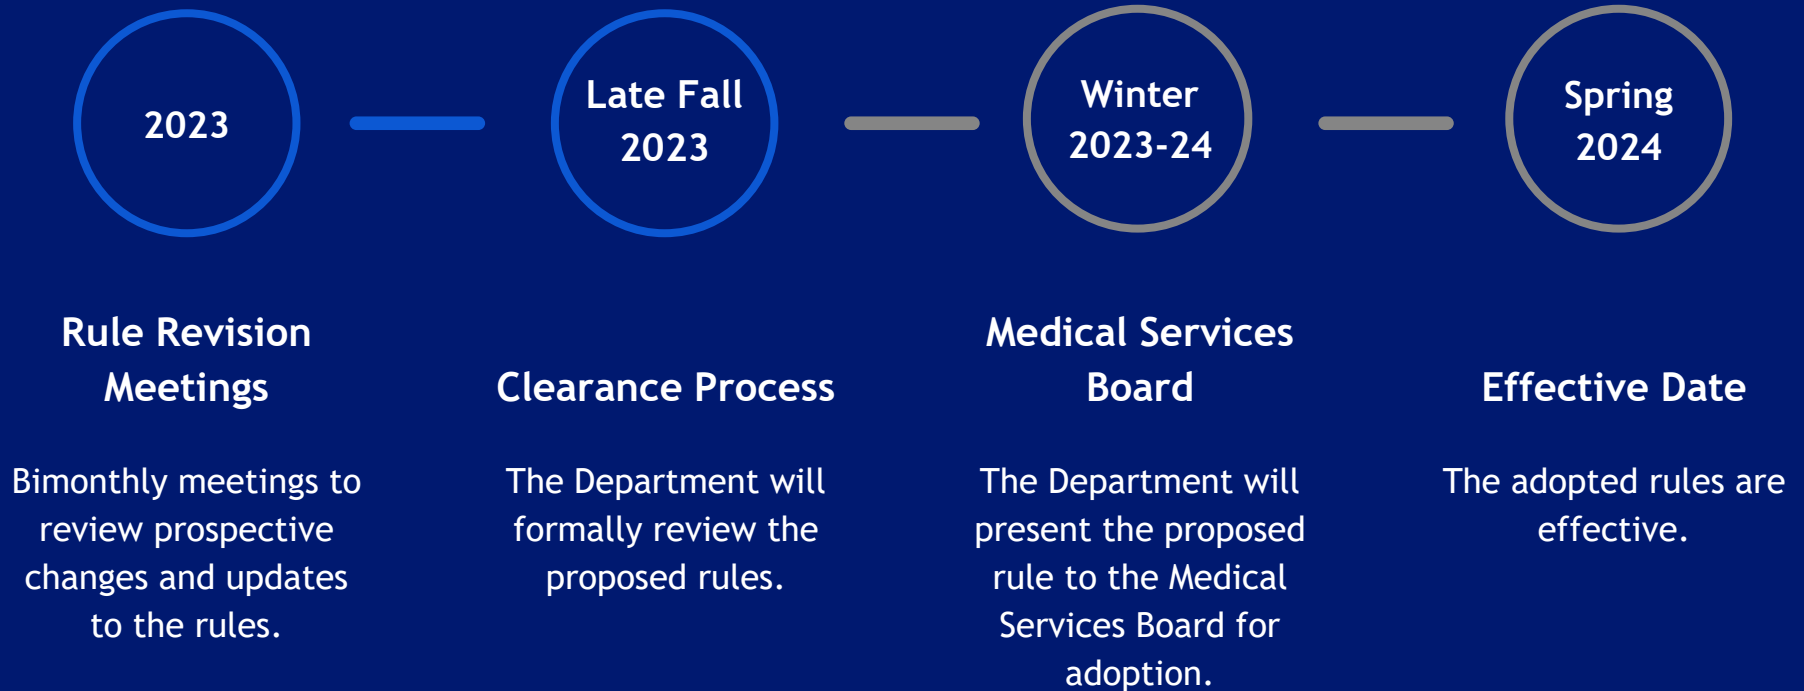 2023
Late Fall
2023
Winter
2023-24
Spring
2024
Rule Revision
Meetings
Bimonthly meetings to
review prospective
changes and updates
to the rules.
Clearance Process
The Department will
formally review the
proposed rules.
Medical Services
Board
The Department will
present the proposed
rule to the Medical
Services Board for
adoption.
Effective Date
The adopted rules are
effective.